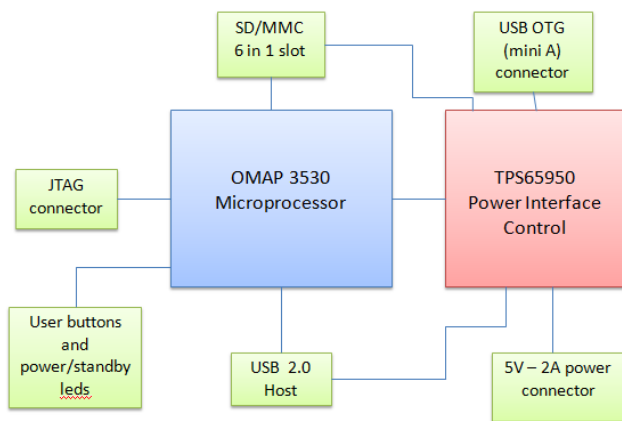 SD/MMC
6 in 1 slot
USB OTG
(mini A)
connector
JTAG
connector
OMAP 3530
Microprocessor
TPS65950
Power Interface
Control
User buttons
and
power/standby
leds
USB 2.0
Host
5V – 2A power
connector